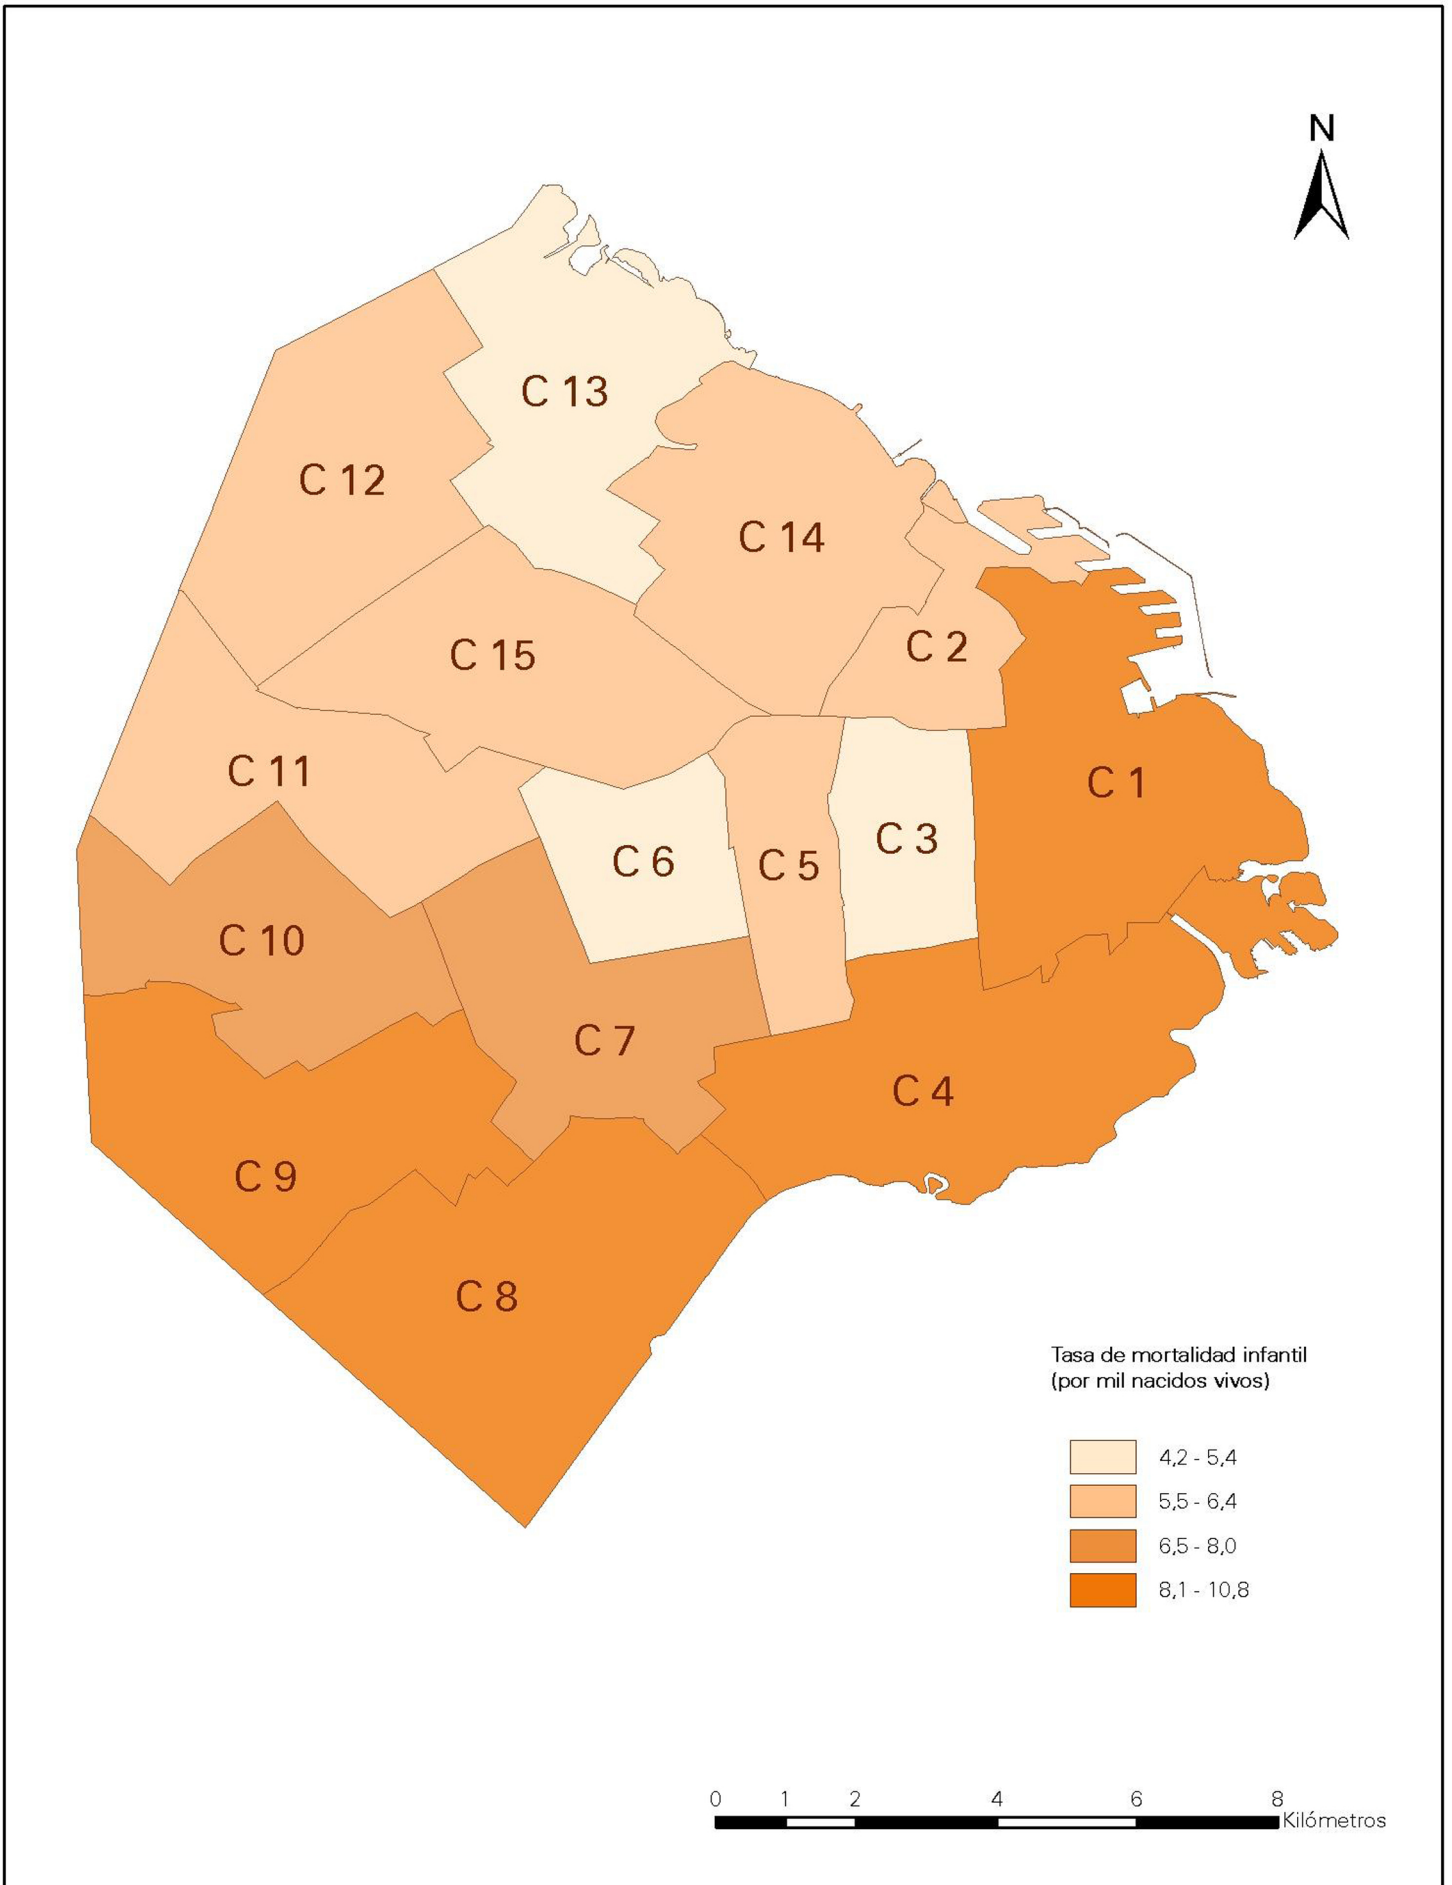 N
C 13
C 12
C 14
C 15
C 2
C 11
C 1
C 6
C 5
C 3
C 10
C 7
C 4
C 9
C 8
Tasa de mortalidad infantil
(por mil nacidos vivos)
4,2 - 5,4
5,5 - 6,4
6,5 - 8,0
8,1 - 10,8
0 1 2 4 6 8
Kilómetros